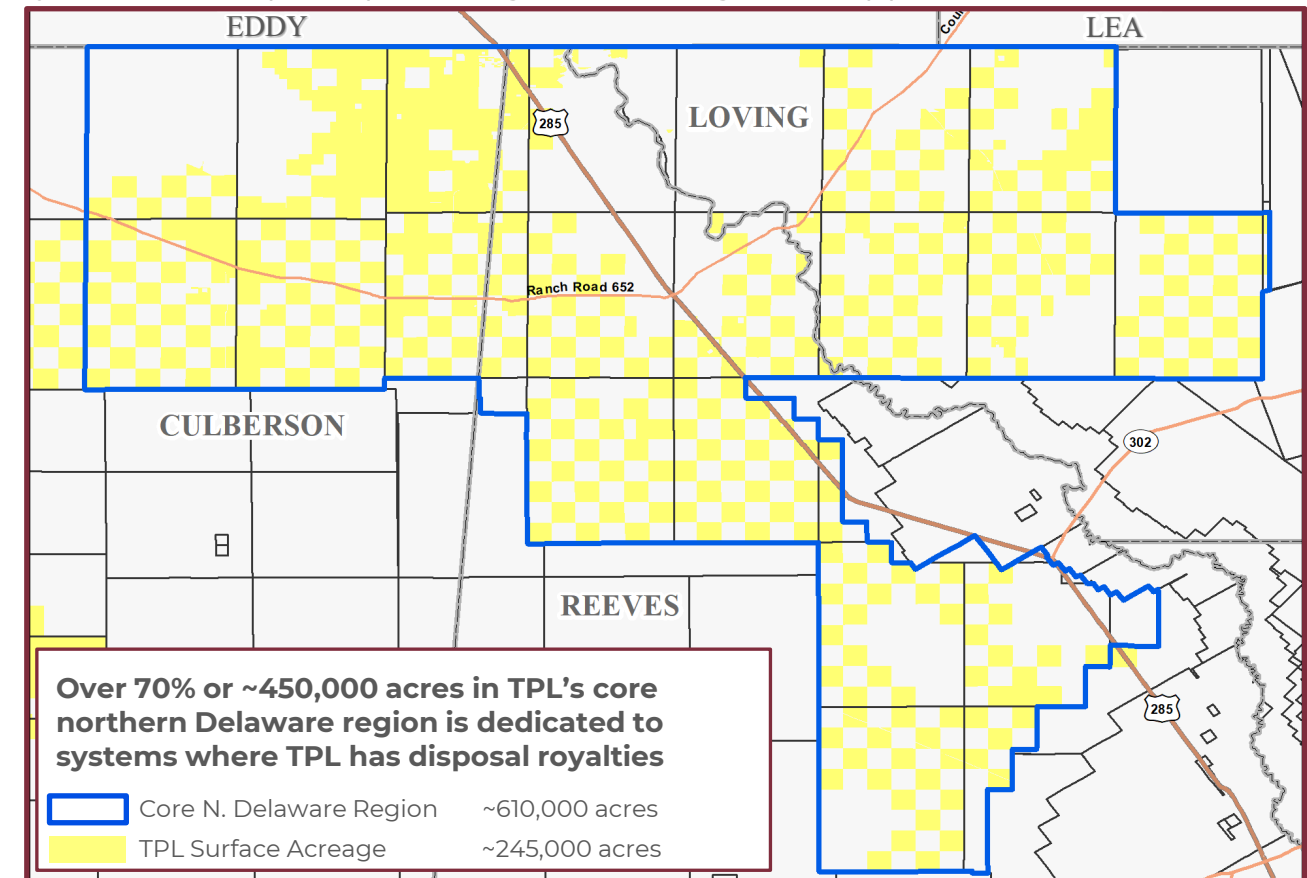 EDDY
LEA
Cou
LOVING
285
Ranch Road 652
CULBERSON
302
REEVES
285
Over 70% or ~450,000 acres in TPL's core
northern Delaware region is dedicated to
systems where TPL has disposal royalties
Core N. Delaware Region ~610,000 acres
TPL Surface Acreage ~245,000 acres